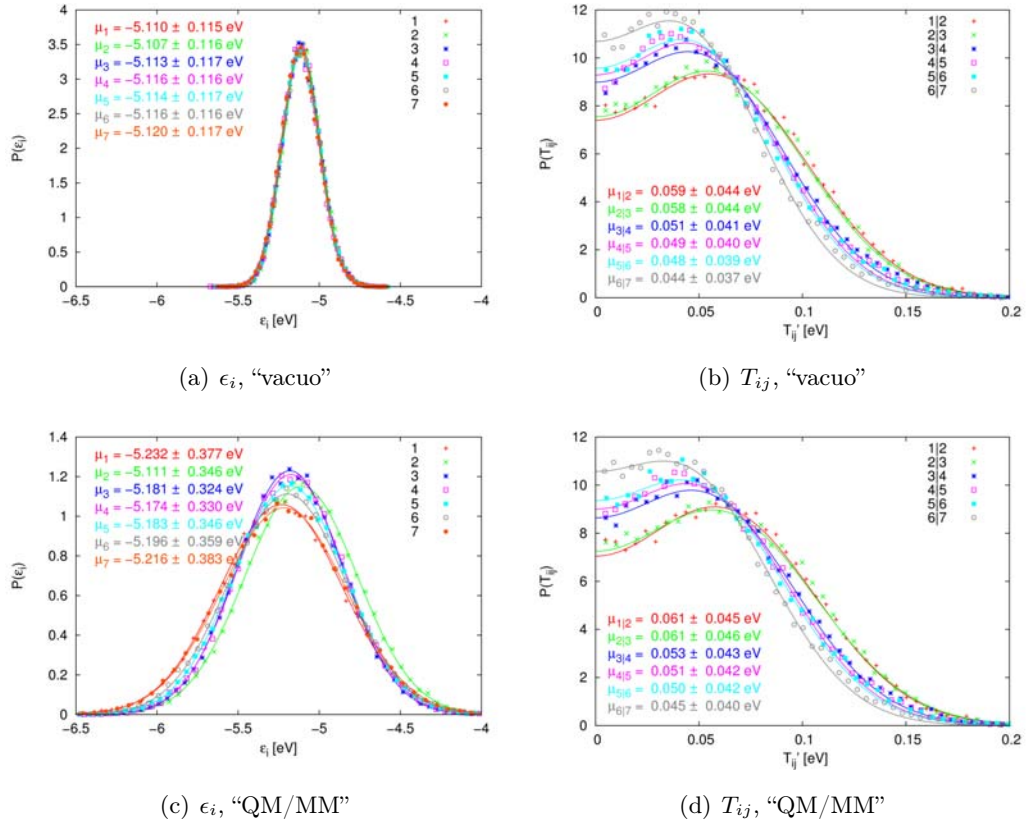 μ1 = −5.110 ± 0.115 eV
μ2 = −5.107 ± 0.116 eV
μ3 = −5.113 ± 0.117 eV
μ4 = −5.116 ± 0.116 eV
μ5 = −5.114 ± 0.117 eV
μ6 = −5.116 ± 0.116 eV
μ7 = −5.120 ± 0.117 eV
1
2
3
4
5
6
7
P(εi)
4
3.5
3
2.5
2
1.5
1
0.5
0
−6.5 −6 −5.5 −5 −4.5 −4
εi [eV]
(a) ϵi, “vacuo”
1|2
2|3
3|4
4|5
5|6
6|7
μ1|2 = 0.059 ± 0.044 eV
μ2|3 = 0.058 ± 0.044 eV
μ3|4 = 0.051 ± 0.041 eV
μ4|5 = 0.049 ± 0.040 eV
μ5|6 = 0.048 ± 0.039 eV
μ6|7 = 0.044 ± 0.037 eV
P(Tij)
12
10
8
6
4
2
0
0 0.05 0.1 0.15 0.2
Tij' [eV]
(b) Tij, “vacuo”
μ1 = −5.232 ± 0.377 eV
μ2 = −5.111 ± 0.346 eV
μ3 = −5.181 ± 0.324 eV
μ4 = −5.174 ± 0.330 eV
μ5 = −5.183 ± 0.346 eV
μ6 = −5.196 ± 0.359 eV
μ7 = −5.216 ± 0.383 eV
1
2
3
4
5
6
7
P(εi)
1.4
1.2
1
0.8
0.6
0.4
0.2
0
−6.5 −6 −5.5 −5 −4.5 −4
εi [eV]
(c) ϵi, “QM/MM”
1|2
2|3
3|4
4|5
5|6
6|7
μ1|2 = 0.061 ± 0.045 eV
μ2|3 = 0.061 ± 0.046 eV
μ3|4 = 0.053 ± 0.043 eV
μ4|5 = 0.051 ± 0.042 eV
μ5|6 = 0.050 ± 0.042 eV
μ6|7 = 0.045 ± 0.040 eV
P(Tij)
12
10
8
6
4
2
0
0 0.05 0.1 0.15 0.2
Tij' [eV]
(d) Tij, “QM/MM”